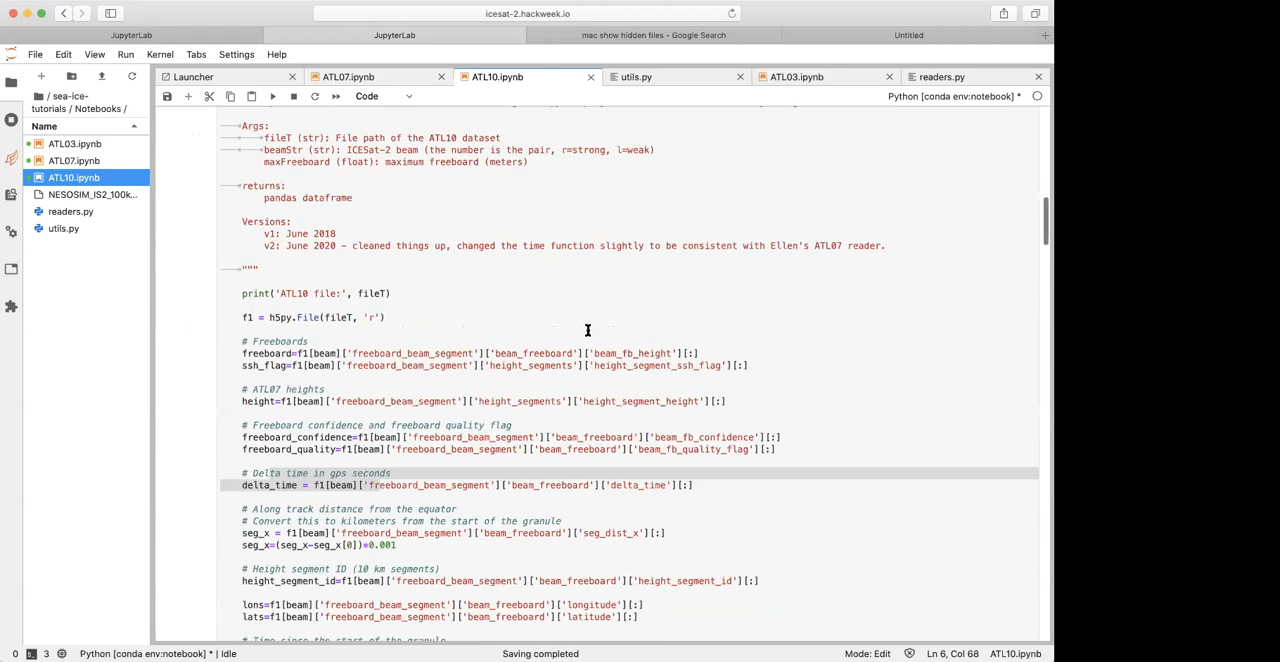 icesat-2.hackweek.io
JupyterLab
JupyterLab
mac show hidden files - Google Search
Untitled
File Edit View Run Kernel Tabs Settings Help
Launcher
ATL07.ipynb
ATL10.ipynb
utils.py
ATL03.ipynb
readers.py
Code
Python [conda env:notebook] *
/ sea-ice-
tutorials / Notebooks /
Name
ATL03.ipynb
ATL07.ipynb
ATL10.ipynb
NESOSIM_IS2_100k...
readers.py
utils.py
Args:
fileT (str): File path of the ATL10 dataset
beamStr (str): ICESat-2 beam (the number is the pair, r=strong, l=weak)
maxFreeboard (float): maximum freeboard (meters)
returns:
pandas dataframe
Versions:
v1: June 2018
v2: June 2020 - cleaned things up, changed the time function slightly to be consistent with Ellen's ATL07 reader.
"""
print('ATL10 file:', fileT)
f1 = h5py.File(fileT, 'r')
# Freeboards
freeboard=f1[beam]['freeboard_beam_segment']['beam_freeboard']['beam_fb_height'][:]
ssh_flag=f1[beam]['freeboard_beam_segment']['height_segments']['height_segment_ssh_flag'][:]
# ATL07 heights
height=f1[beam]['freeboard_beam_segment']['height_segments']['height_segment_height'][:]
# Freeboard confidence and freeboard quality flag
freeboard_confidence=f1[beam]['freeboard_beam_segment']['beam_freeboard']['beam_fb_confidence'][:]
freeboard_quality=f1[beam]['freeboard_beam_segment']['beam_freeboard']['beam_fb_quality_flag'][:]
# Delta time in gps seconds
delta_time = f1[beam]['freeboard_beam_segment']['beam_freeboard']['delta_time'][:]
# Along track distance from the equator
# Convert this to kilometers from the start of the granule
seg_x = f1[beam]['freeboard_beam_segment']['beam_freeboard']['seg_dist_x'][:]
seg_x=(seg_x-seg_x[0])*0.001
# Height segment ID (10 km segments)
height_segment_id=f1[beam]['freeboard_beam_segment']['beam_freeboard']['height_segment_id'][:]
lons=f1[beam]['freeboard_beam_segment']['beam_freeboard']['longitude'][:]
lats=f1[beam]['freeboard_beam_segment']['beam_freeboard']['latitude'][:]
# Time since the start of the granule
0 3 Python [conda env:notebook] * | Idle
Saving completed
Mode: Edit Ln 6, Col 68 ATL10.ipynb